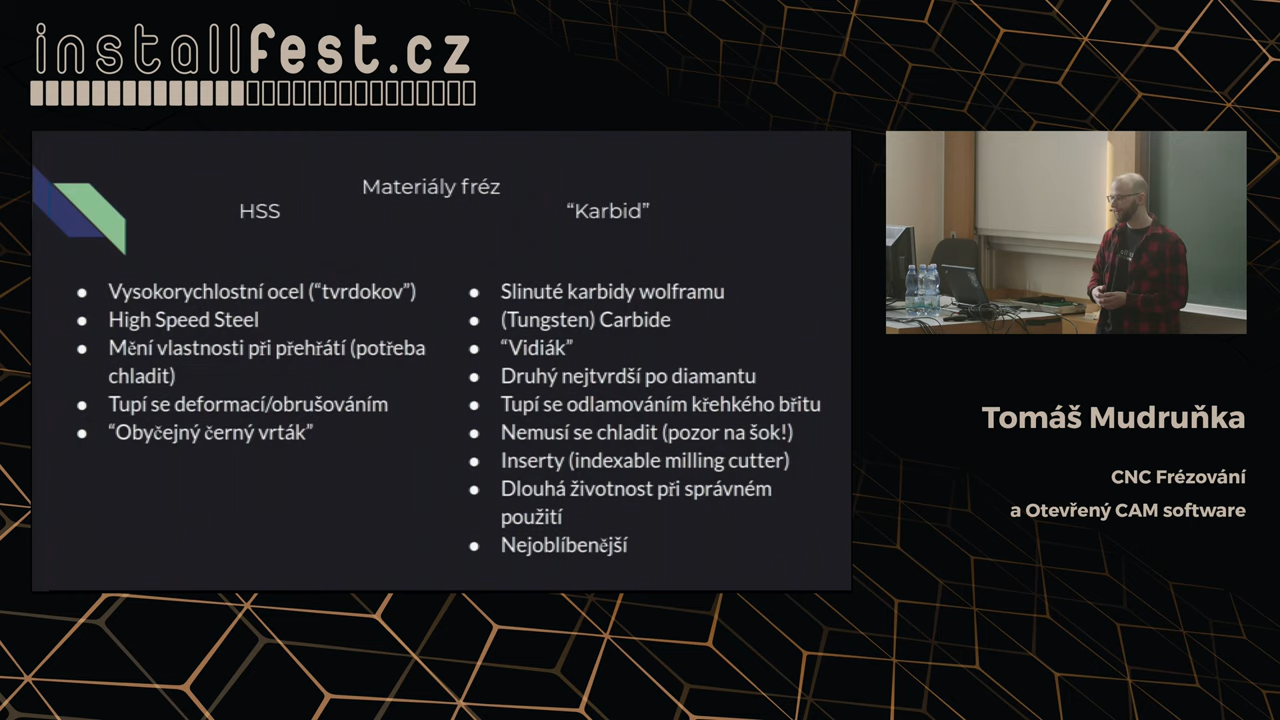 installfest.cz
Materiály fréz
HSS
“Karbid”
Vysokorychlostní ocel (“tvrdokov”)
High Speed Steel
Mění vlastnosti při přehřátí (potřeba
chladit)
Tupí se deformací/obrušováním
“Obyčejný černý vrták”
Slinuté karbidy wolframu
(Tungsten) Carbide
“Vidiák”
Druhý nejtvrdší po diamantu
Tupí se odlamováním křehkého břitu
Nemusí se chladit (pozor na šok!)
Inserty (indexable milling cutter)
Dlouhá životnost při správném
použití
Nejoblíbenější
Tomáš Mudruňka
CNC Frézování
a Otevřený CAM software